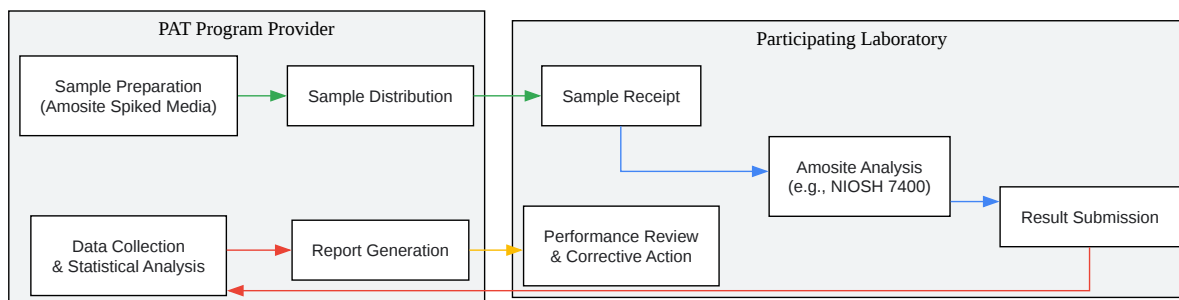 PAT Program Provider
Participating Laboratory
Sample Preparation
(Amosite Spiked Media)
Sample Distribution
Sample Receipt
Amosite Analysis
(e.g., NIOSH 7400)
Result Submission
Data Collection
& Statistical Analysis
Report Generation
Performance Review
& Corrective Action